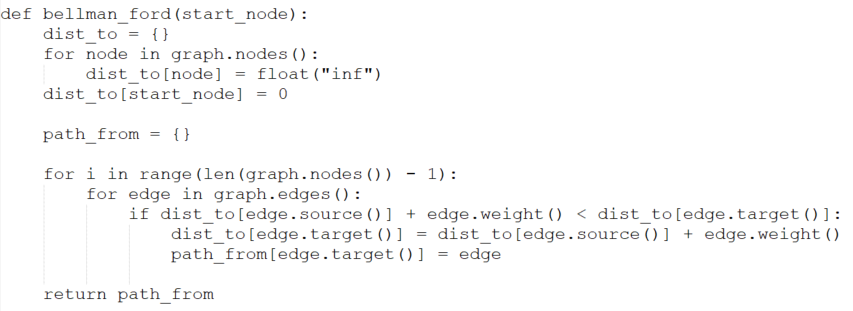 def bellman_ford(start_node):
    dist_to = {}
    for node in graph.nodes():
        dist_to[node] = float("inf")
    dist_to[start_node] = 0

    path_from = {}

    for i in range(len(graph.nodes()) - 1):
        for edge in graph.edges():
            if dist_to[edge.source()] + edge.weight() < dist_to[edge.target()]:
                dist_to[edge.target()] = dist_to[edge.source()] + edge.weight()
                path_from[edge.target()] = edge

    return path_from